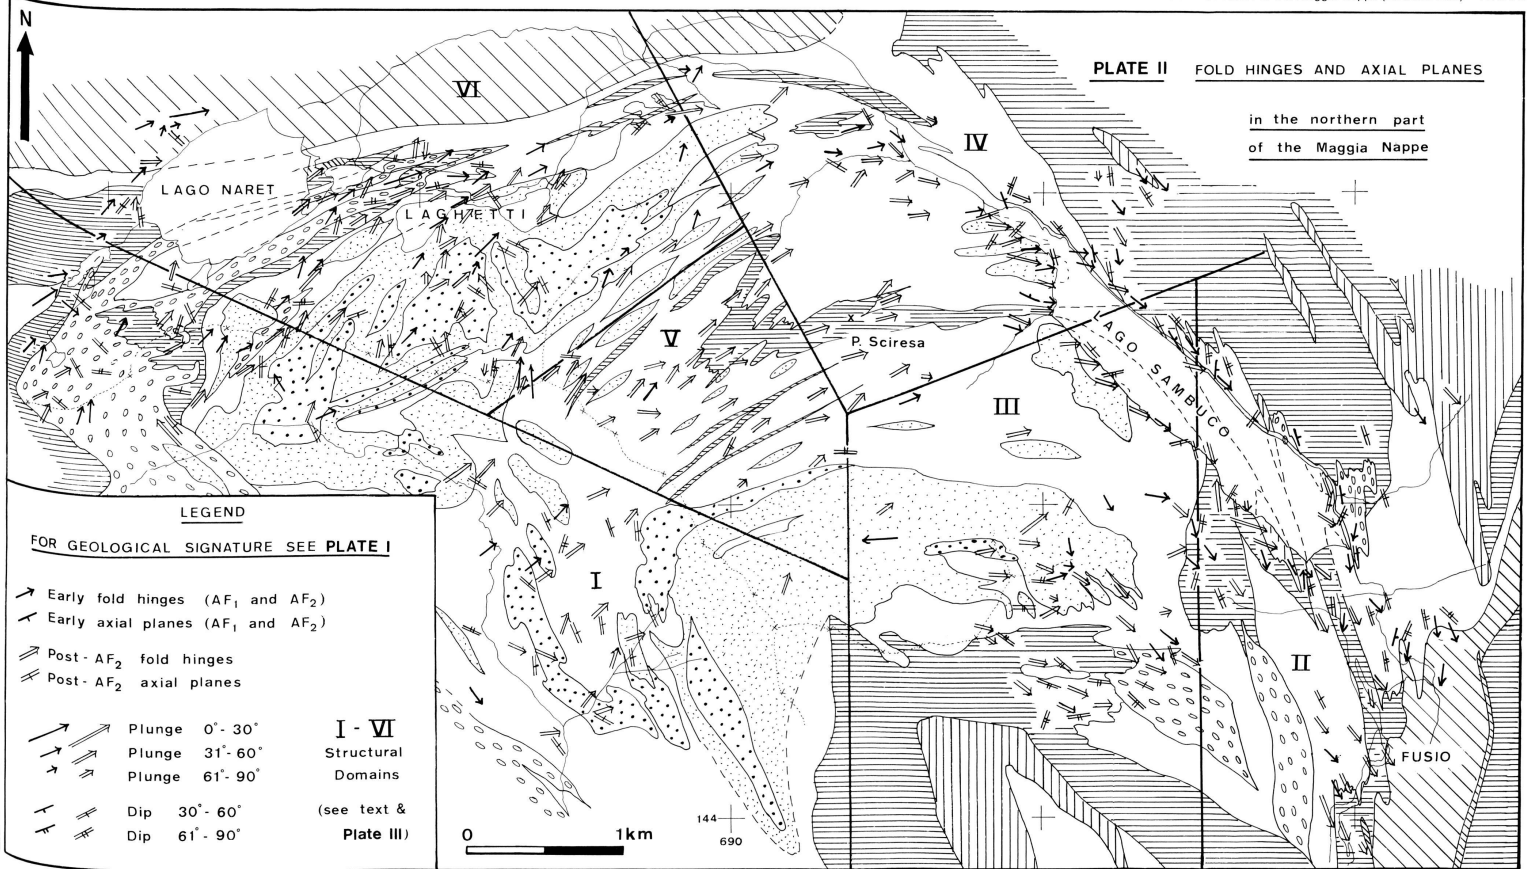 N
PLATE II FOLD HINGES AND AXIAL PLANES
in the northern part
of the Maggia Nappe
VI
IV
LAGO NARET
LAGHETTI
V
P. Sciresa
x
LAGO SAMBUCO
III
I
II
FUSIO
LEGEND
FOR GEOLOGICAL SIGNATURE SEE PLATE I
Early fold hinges (AF₁ and AF₂)
Early axial planes (AF₁ and AF₂)
Post-AF₂ fold hinges
Post-AF₂ axial planes
Plunge 0°-30°
Plunge 31°-60°
Plunge 61°-90°
Dip 30°-60°
Dip 61°-90°
I - VI
Structural
Domains
(see text &
Plate III)
0 1km
144
690